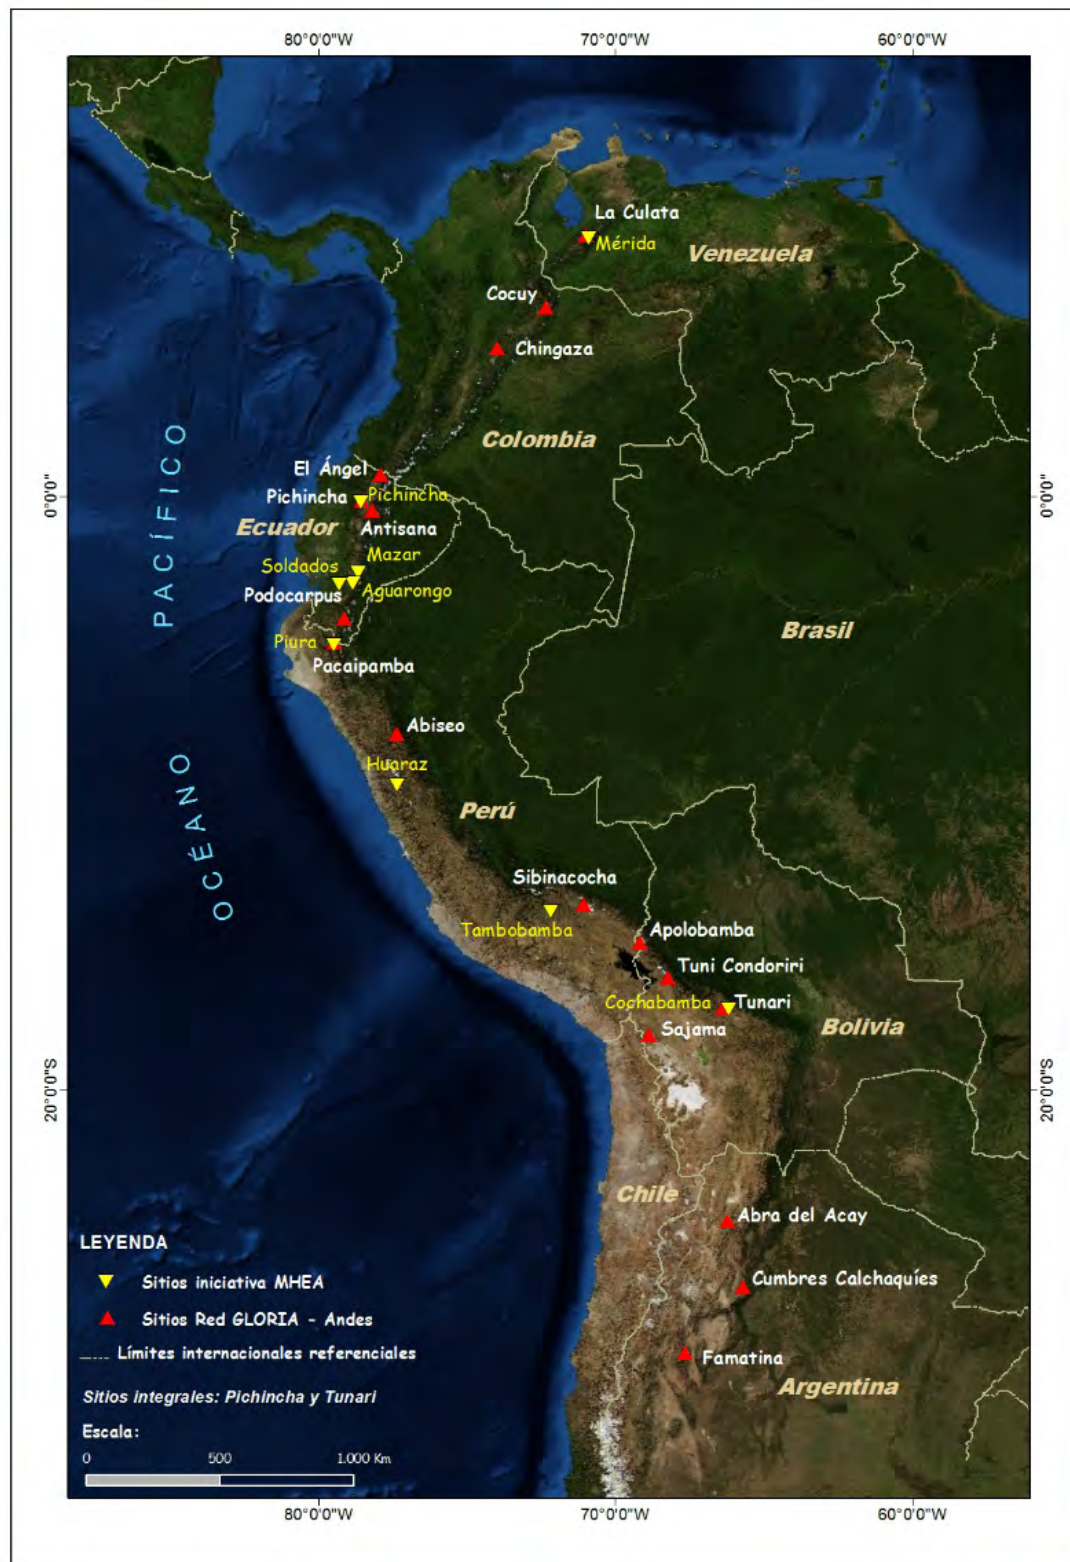 80°0'0"W 70°0'0"W 60°0'0"W
La Culata
Mérida
Venezuela
Cocuy
Chingaza
Colombia
El Ángel
Pichincha Pichincha
0°0'0" 0°0'0"
Ecuador Antisana
Mazar
Soldados
Aguarongo
Podocarpus
Piura
Pacaipamba
Brasil
OCÉANO PACÍFICO
Abiseo
Huaraz
Perú
Sibinacocha
Tambobamba
Apolobamba
Tuni Condoriri
Cochabamba Tunari
Sajama
Bolivia
20°0'0"S 20°0'0"S
Chile
Abra del Acay
Cumbres Calchaquíes
Famatina
Argentina
LEYENDA
Sitios iniciativa MHEA
Sitios Red GLORIA - Andes
Límites internacionales referenciales
Sitios integrales: Pichincha y Tunari
Escala:
0 500 1.000 Km
80°0'0"W 70°0'0"W 60°0'0"W